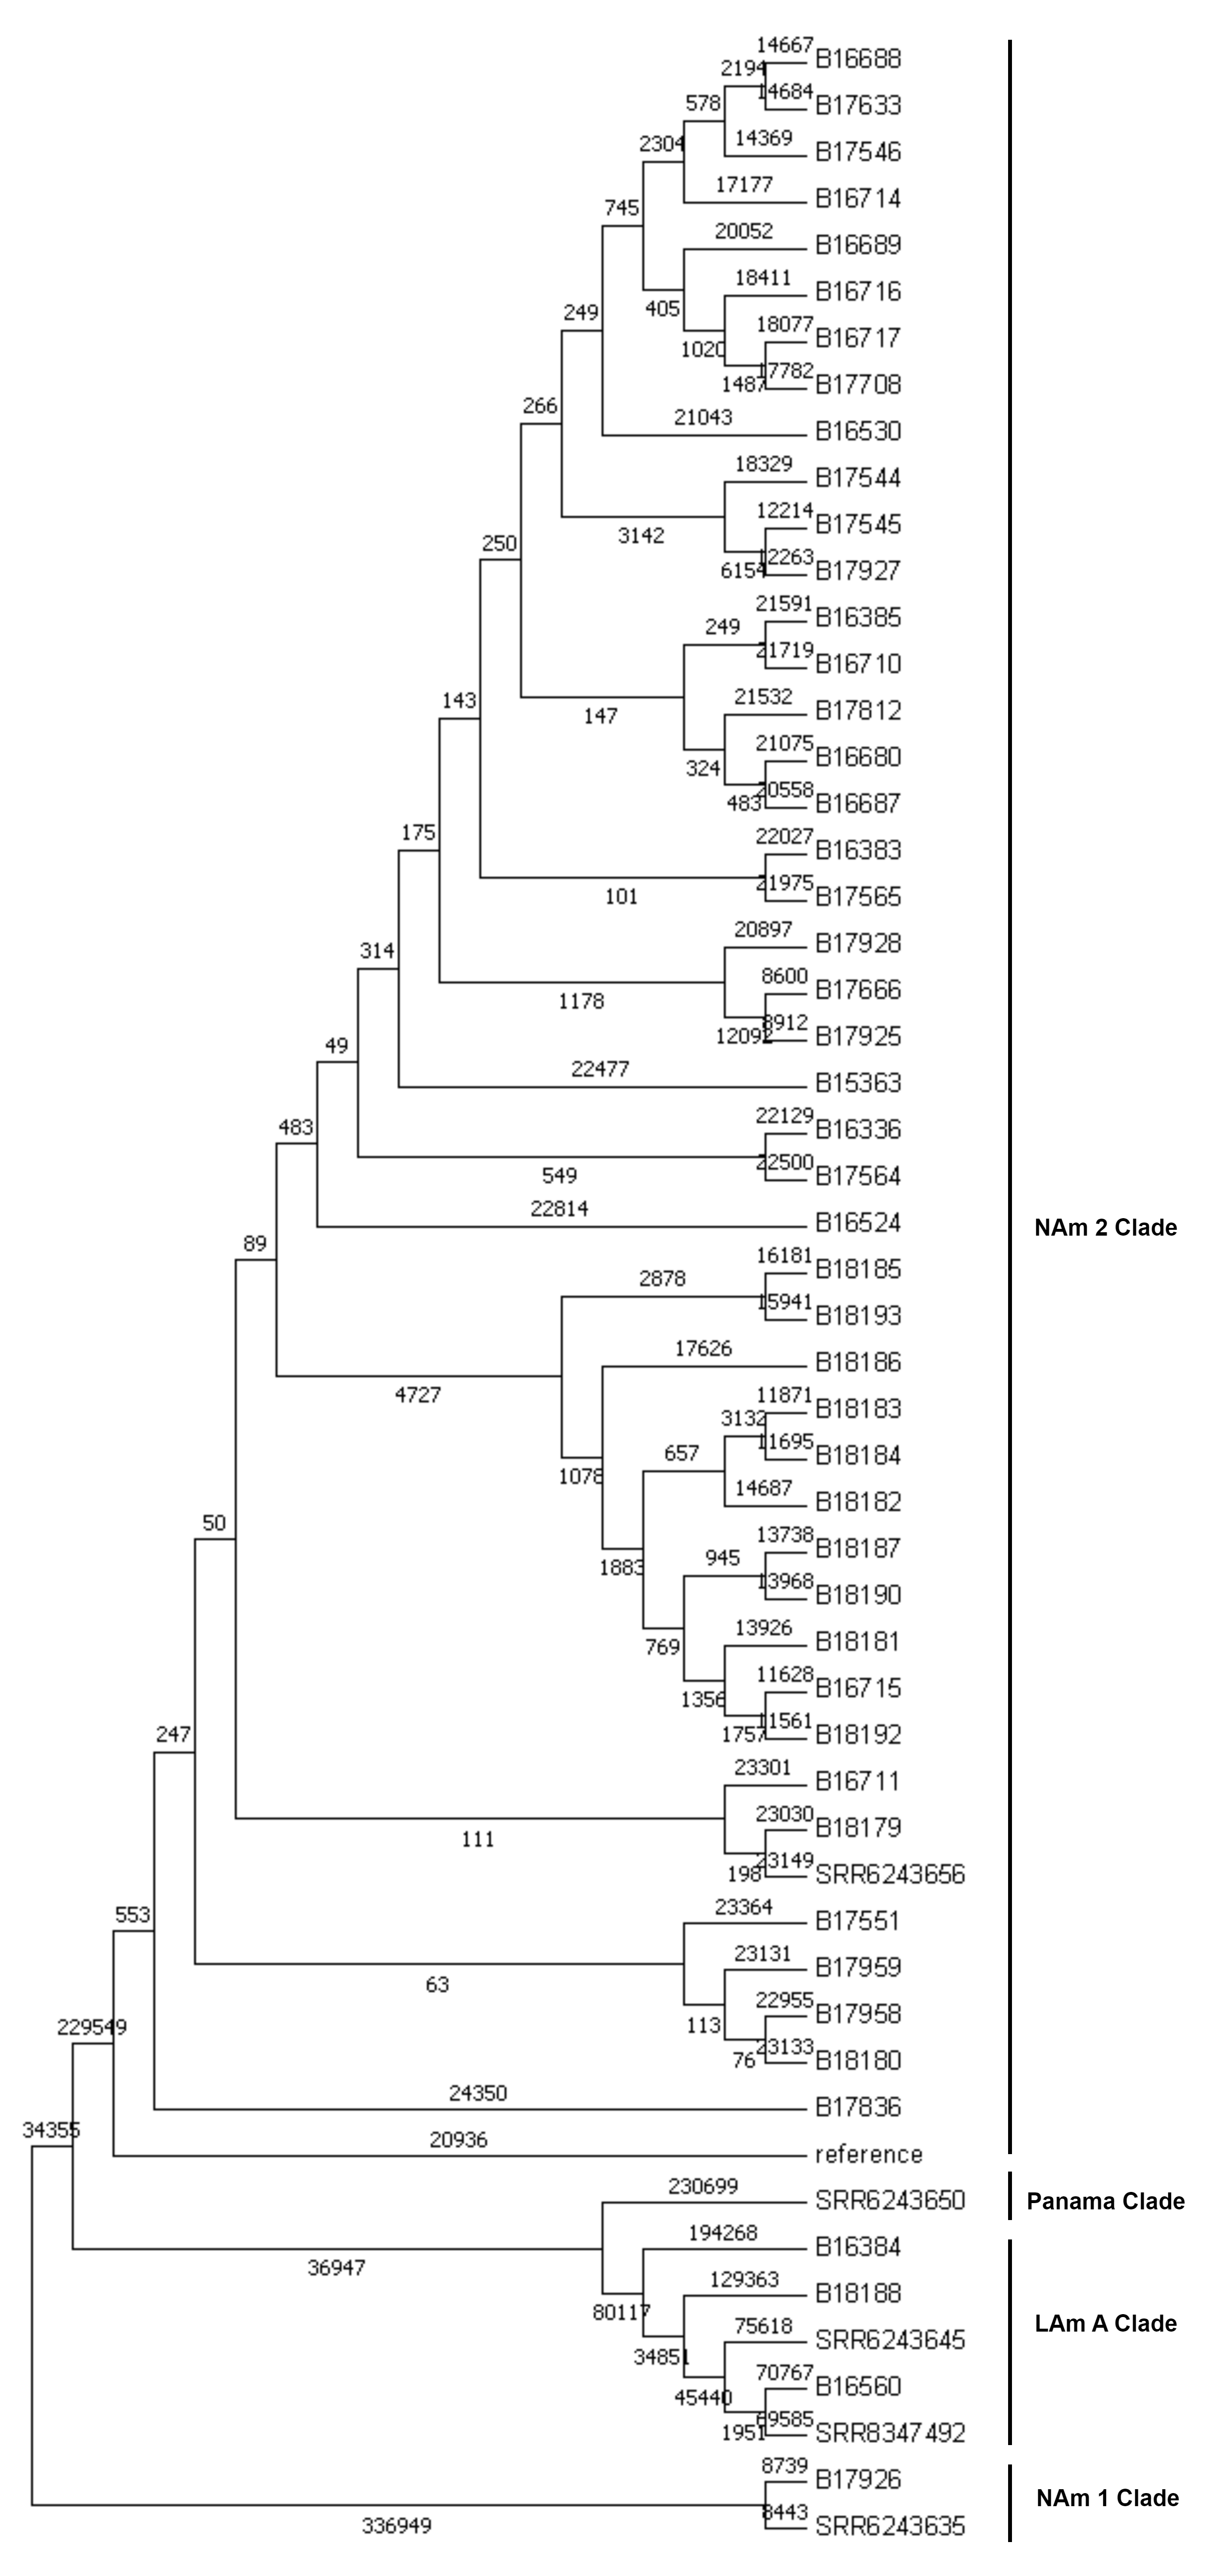 14667
B16688
2194
14684
B17633
578
14369
B17546
2304
17177
B16714
745
20052
B16689
18411
B16716
405
18077
B16717
249
1020
17782
B17708
1487
266
21043
B16530
18329
B17544
12214
B17545
3142
250
12263
B17927
6154
21591
B16385
249
21719
B16710
143
147
21532
B17812
21075
B16680
324
20558
B16687
483
175
22027
B16383
21975
B17565
101
314
20897
B17928
8600
B17666
1178
8912
B17925
12092
49
22477
B15363
483
22129
B16336
22500
B17564
549
22814
B16524
NAm 2 Clade
89
16181
B18185
2878
15941
B18193
17626
B18186
4727
11871
B18183
3132
11695
B18184
657
1078
14687
B18182
50
13738
B18187
945
1883
13968
B18190
13926
B18181
769
11628
B16715
1356
11561
B18192
1757
247
23301
B16711
23030
B18179
111
23149
SRR6243656
198
553
23364
B17551
23131
B17959
63
22955
B17958
113
229549
23133
B18180
76
24350
B17836
34355
20936
reference
230699
SRR6243650
Panama Clade
194268
B16384
36947
129363
B18188
80117
LAm A Clade
75618
SRR6243645
34851
70767
B16560
45440
69585
SRR8347492
1951
8739
B17926
NAm 1 Clade
8443
SRR6243635
336949